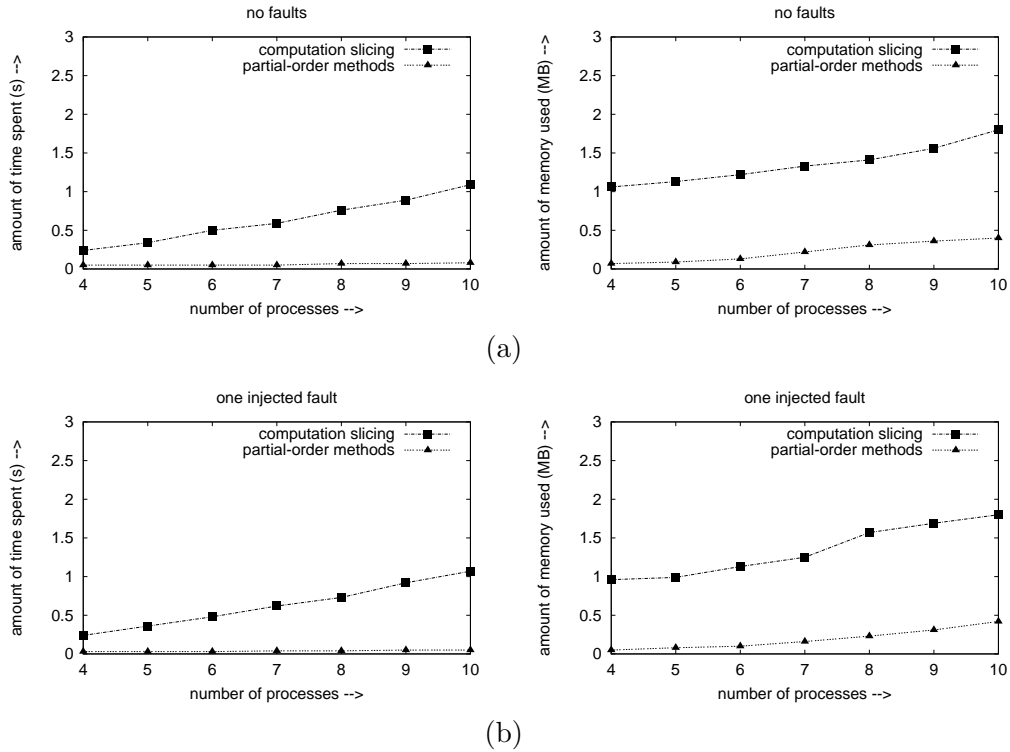 no faults
amount of time spent (s) -->
3
2.5
2
1.5
1
0.5
0
computation slicing
partial-order methods
4 5 6 7 8 9 10
number of processes -->
no faults
amount of memory used (MB) -->
3
2.5
2
1.5
1
0.5
0
computation slicing
partial-order methods
4 5 6 7 8 9 10
number of processes -->
(a)
one injected fault
amount of time spent (s) -->
3
2.5
2
1.5
1
0.5
0
computation slicing
partial-order methods
4 5 6 7 8 9 10
number of processes -->
one injected fault
amount of memory used (MB) -->
3
2.5
2
1.5
1
0.5
0
computation slicing
partial-order methods
4 5 6 7 8 9 10
number of processes -->
(b)